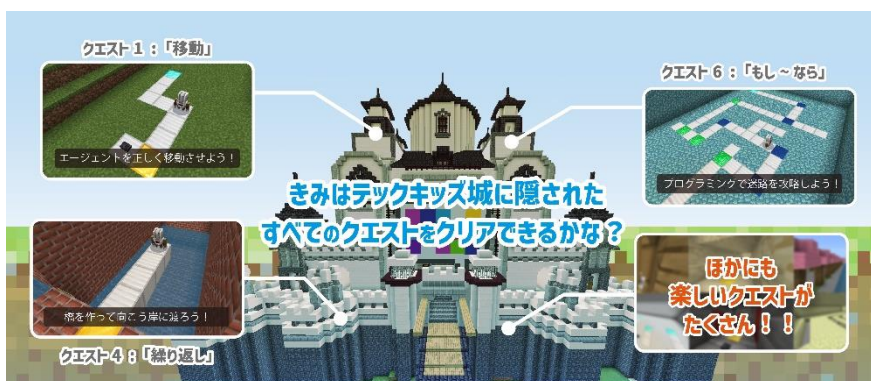 クエスト1：「移動」
エージェントを正しく移動させよう！
クエスト6：「もし～なら」
プログラミングで迷路を攻略しよう！
きみはテックキッズ城に隠された
すべてのクエストをクリアできるかな？
橋を作って向こう岸に渡ろう！
クエスト4：「繰り返し」
ほかにも
楽しいクエストが
たくさん！！